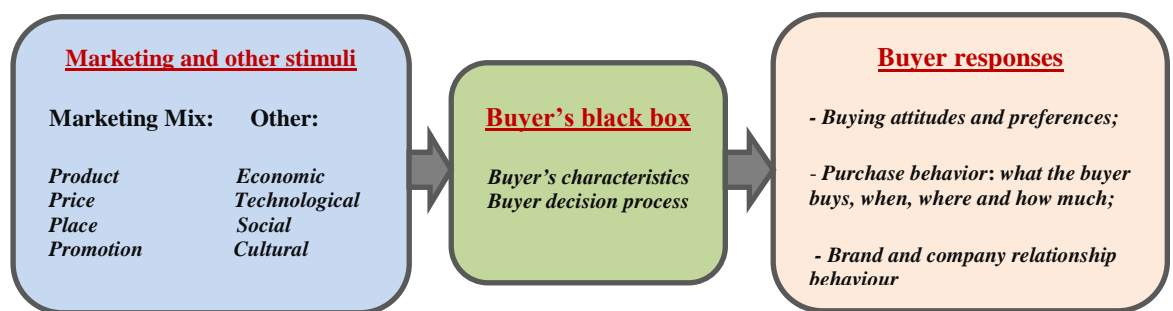 Marketing and other stimuli
Marketing Mix: Other:
Product Economic
Price Technological
Place Social
Promotion Cultural
Buyer’s black box
Buyer’s characteristics
Buyer decision process
Buyer responses
- Buying attitudes and preferences;
- Purchase behavior: what the buyer
buys, when, where and how much;
- Brand and company relationship
behaviour